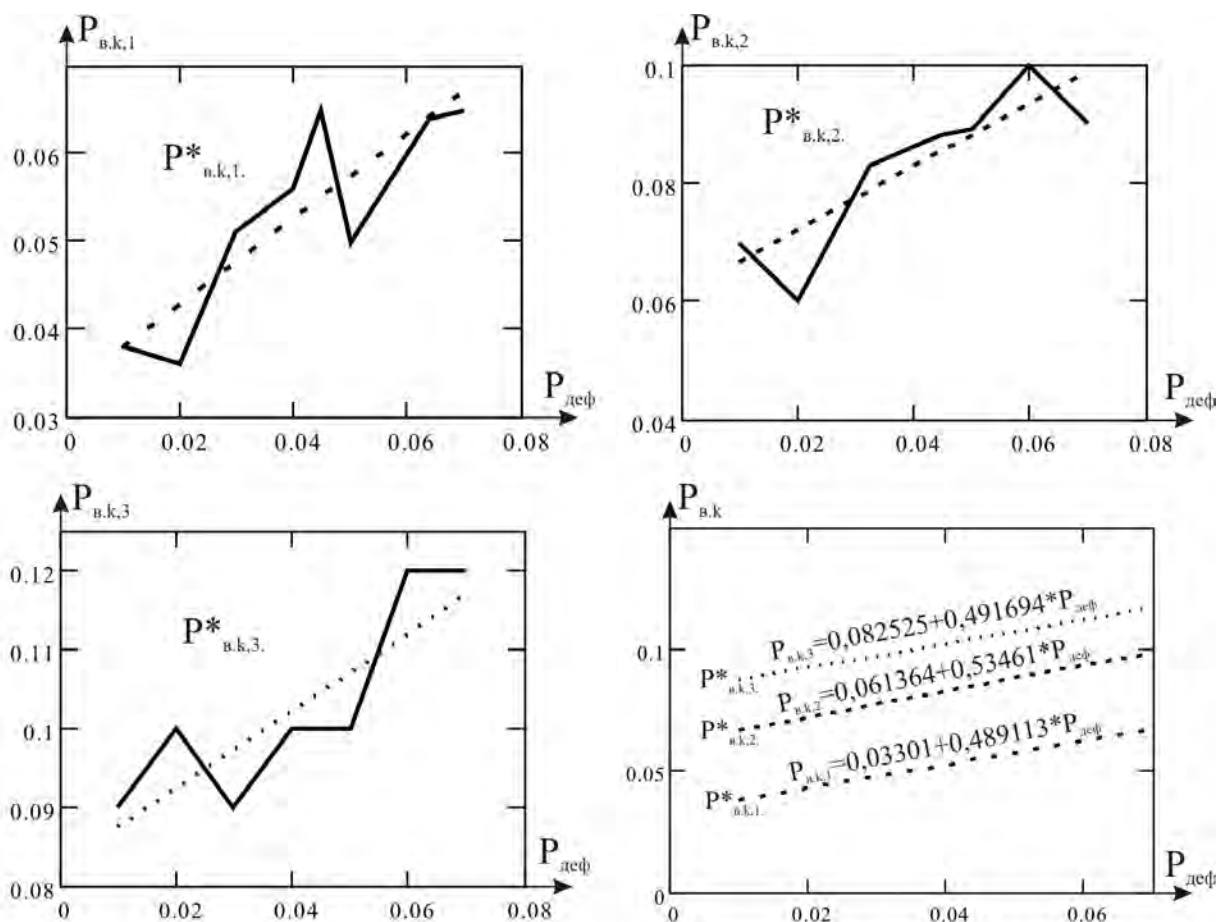 P в.k,1
0.06
0.05
0.04
0.03
P* в.k,1.
P деф
0 0.02 0.04 0.06 0.08
P в.k,2
0.1
0.08
0.06
0.04
P* в.k,2.
P деф
0 0.02 0.04 0.06 0.08
P в.k,3
0.12
0.11
0.1
0.09
0.08
P* в.k,3.
P деф
0 0.02 0.04 0.06 0.08
P в.k
0.1
0.05
0
P в.k,3=0,082525+0,491694*P деф
P* в.k,3.
P в.k,2=0,061364+0,53461*P деф
P* в.k,2.
P в.k,1=0,03301+0,489113*P деф
P* в.k,1.
P деф
0 0.02 0.04 0.06